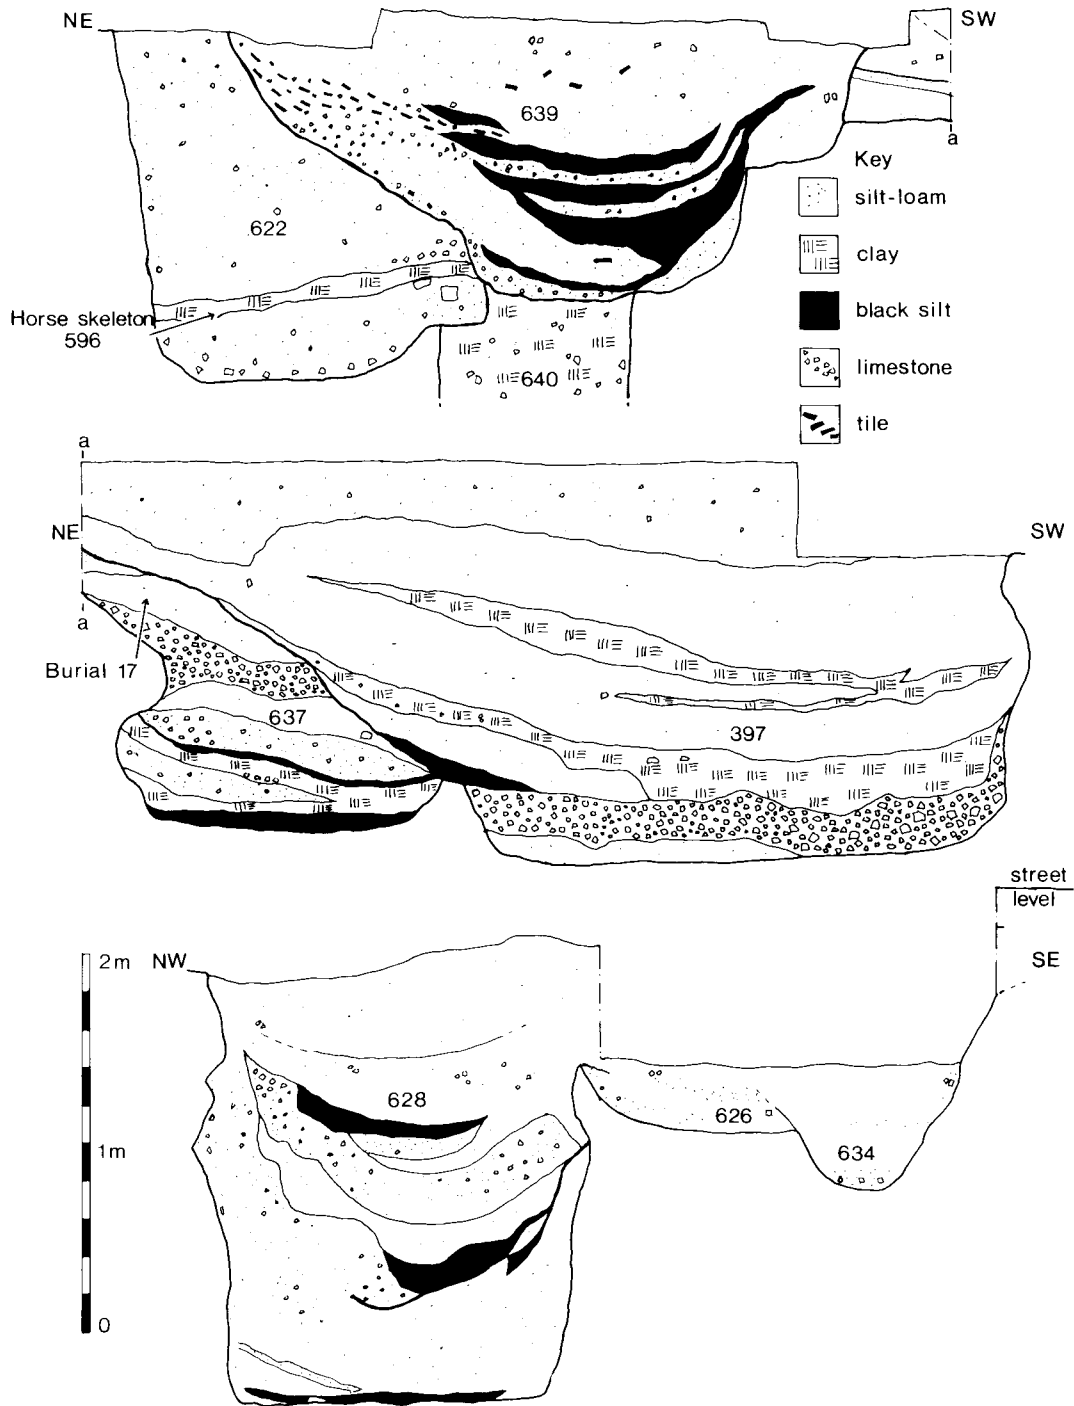 NE
SW
639
a
Key
silt-loam
622
clay
Horse skeleton
596
black silt
limestone
640
tile
a
NE
SW
a
Burial 17
637
397
street
level
2m
NW
SE
628
626
1m
634
0